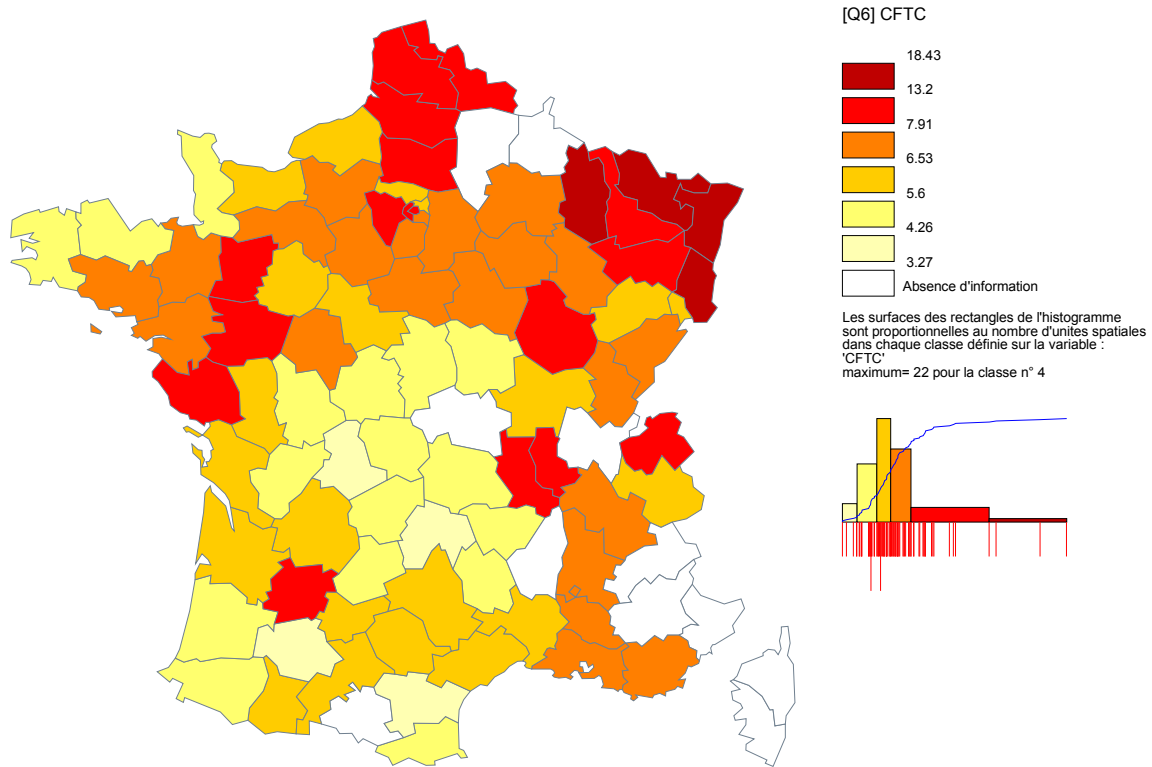 [Q6] CFTC
18.43
13.2
7.91
6.53
5.6
4.26
3.27
Absence d'information
Les surfaces des rectangles de l'histogramme
sont proportionnelles au nombre d'unites spatiales
dans chaque classe définie sur la variable :
'CFTC'
maximum= 22 pour la classe n° 4